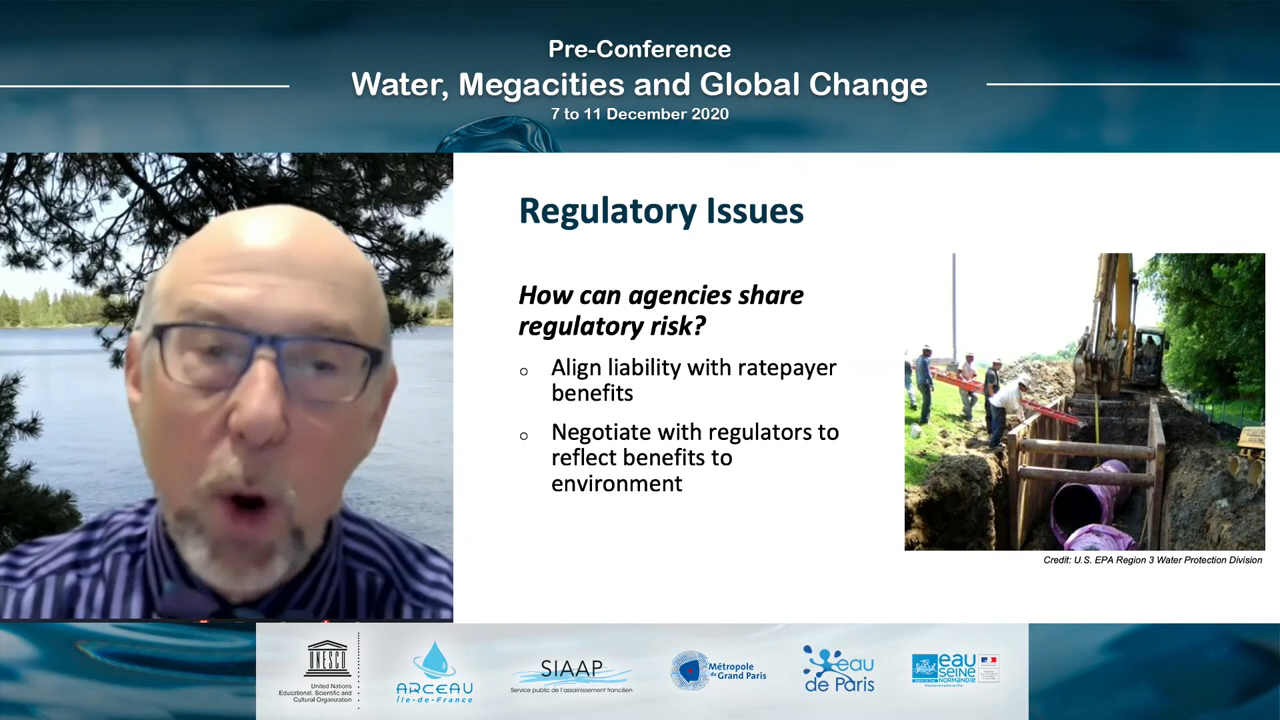 Pre-Conference
Water, Megacities and Global Change
7 to 11 December 2020
Regulatory Issues
How can agencies share
regulatory risk?
Align liability with ratepayer
benefits
Negotiate with regulators to
reflect benefits to
environment
Credit: U.S. EPA Region 3 Water Protection Division
UNESCO
United Nations
Educational, Scientific and
Cultural Organization
ARCEAU
Île-de-France
SIAAP
Service public de l'assainissement francilien
Métropole
du Grand Paris
eau
de Paris
eau
SEINE
NORMANDIE